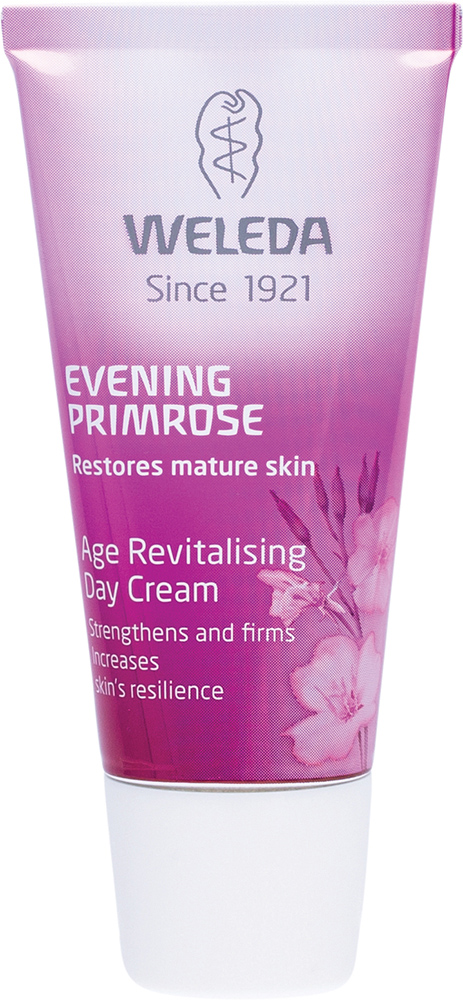 WELEDA
Since 1921
EVENING
PRIMROSE
Restores mature skin
Age Revitalising
Day Cream
Strengthens and firms
Increases
skin's resilience